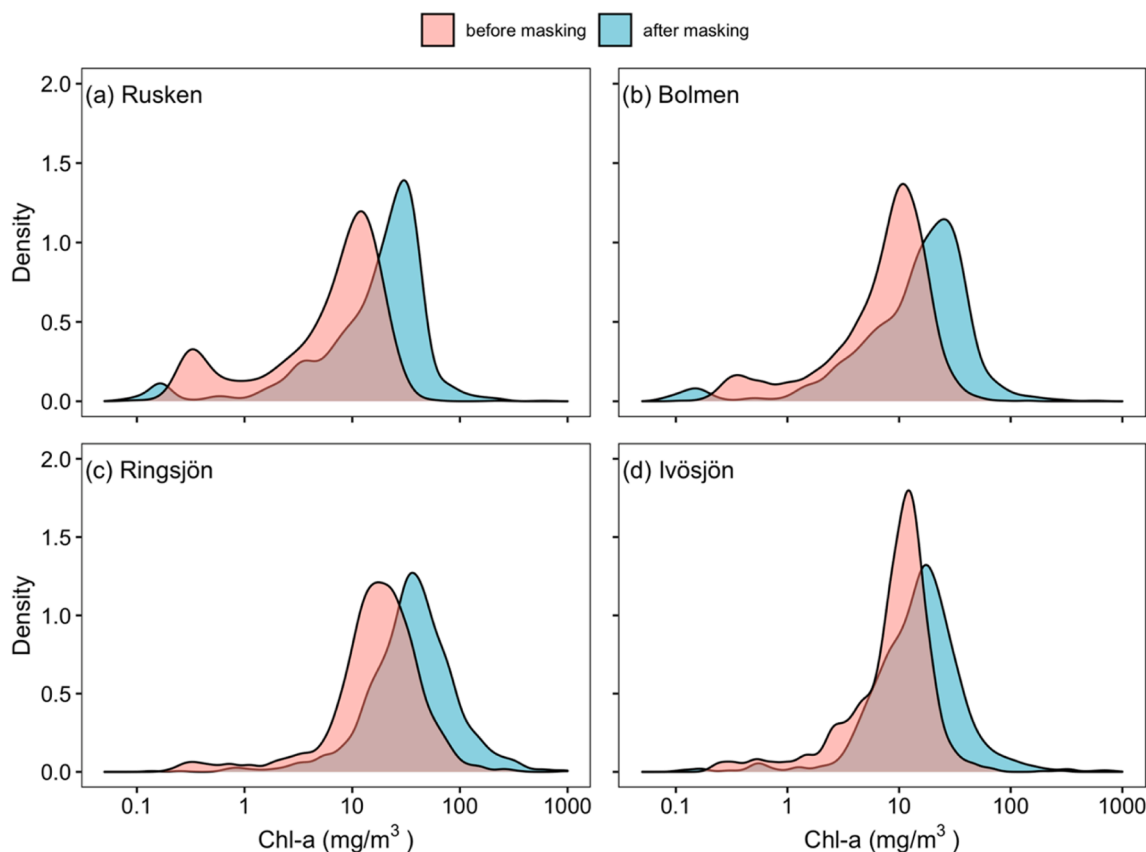 before masking after masking
(a) Rusken
(b) Bolmen
2.0
1.5
1.0
0.5
0.0
Density
(c) Ringsjön
(d) Ivösjön
2.0
1.5
1.0
0.5
0.0
Density
0.1 1 10 100 1000
0.1 1 10 100 1000
Chl-a (mg/m³)
Chl-a (mg/m³)